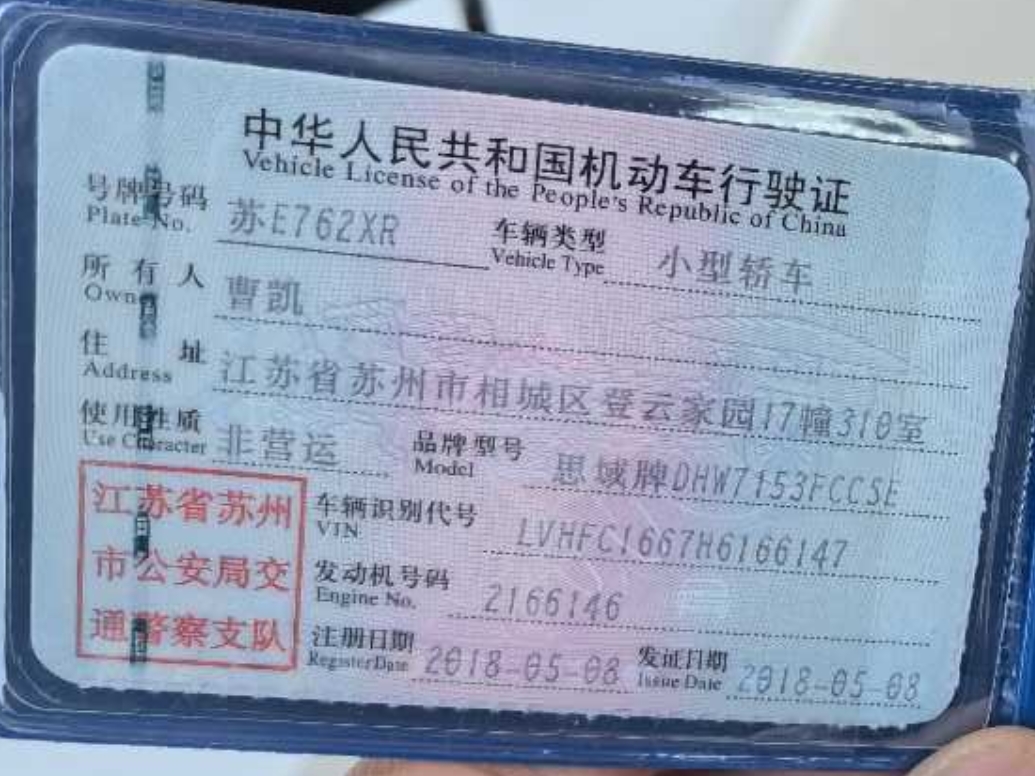 中华人民共和国机动车行驶证
Vehicle License of the People's Republic of China
号牌号码 苏E762XR 车辆类型 小型轿车
Plate No. Vehicle Type
所有人 曹凯
Owner
住址 江苏省苏州市相城区登云家园17幢310室
Address
使用性质 非营运 品牌型号 思域牌DHW7153FCCSE
Use Character Model
江苏省苏州
市公安局交
通警察支队
车辆识别代号 LVHFC1667H6166147
VIN
发动机号码 2166146
Engine No.
注册日期 2018-05-08 发证日期 2018-05-08
Register Date Issue Date